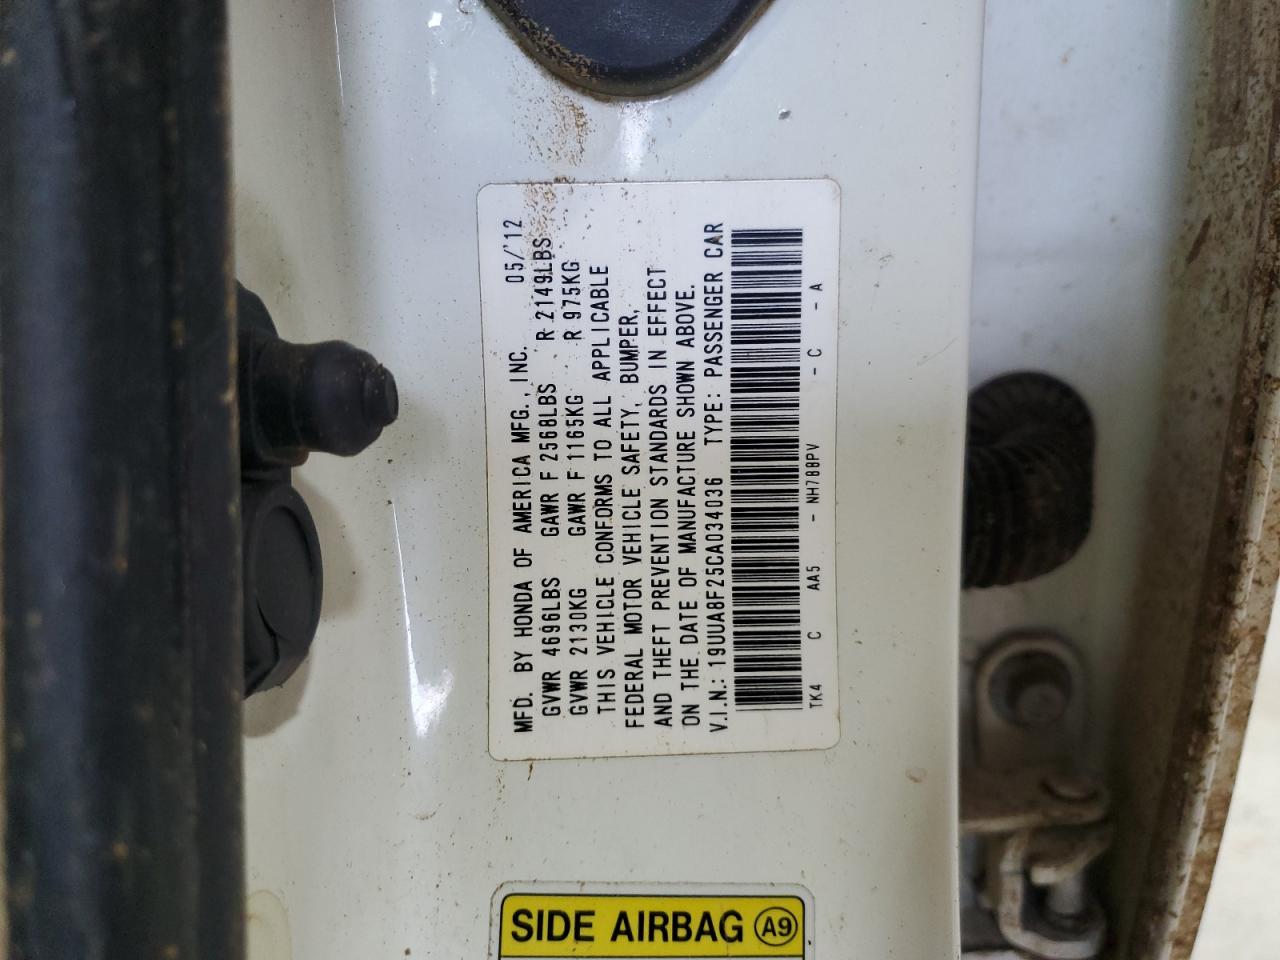 MFD. BY HONDA OF AMERICA MFG., INC. 05/'12
GVWR 4696LBS GAWR F 2568LBS R 2149LBS
GVWR 2130KG GAWR F 1165KG R 975KG
THIS VEHICLE CONFORMS TO ALL APPLICABLE
FEDERAL MOTOR VEHICLE SAFETY, BUMPER,
AND THEFT PREVENTION STANDARDS IN EFFECT
ON THE DATE OF MANUFACTURE SHOWN ABOVE.
V.I.N.: 19UUA8F25CA034036 TYPE: PASSENGER CAR
TK4 C AA5 - NH788PV - C - A
SIDE AIRBAG A9